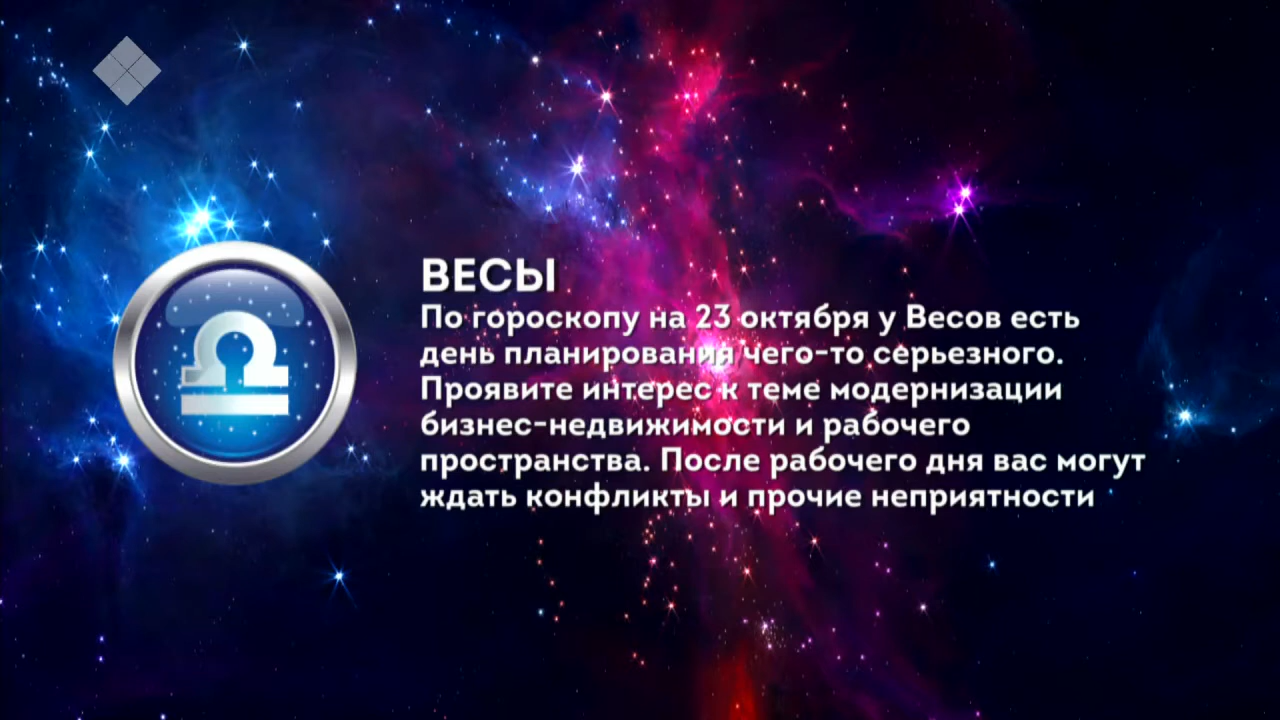 ВЕСЫ
По гороскопу на 23 октября у Весов есть
день планирования чего-то серьезного.
Проявите интерес к теме модернизации
бизнес-недвижимости и рабочего
пространства. После рабочего дня вас могут
ждать конфликты и прочие неприятности